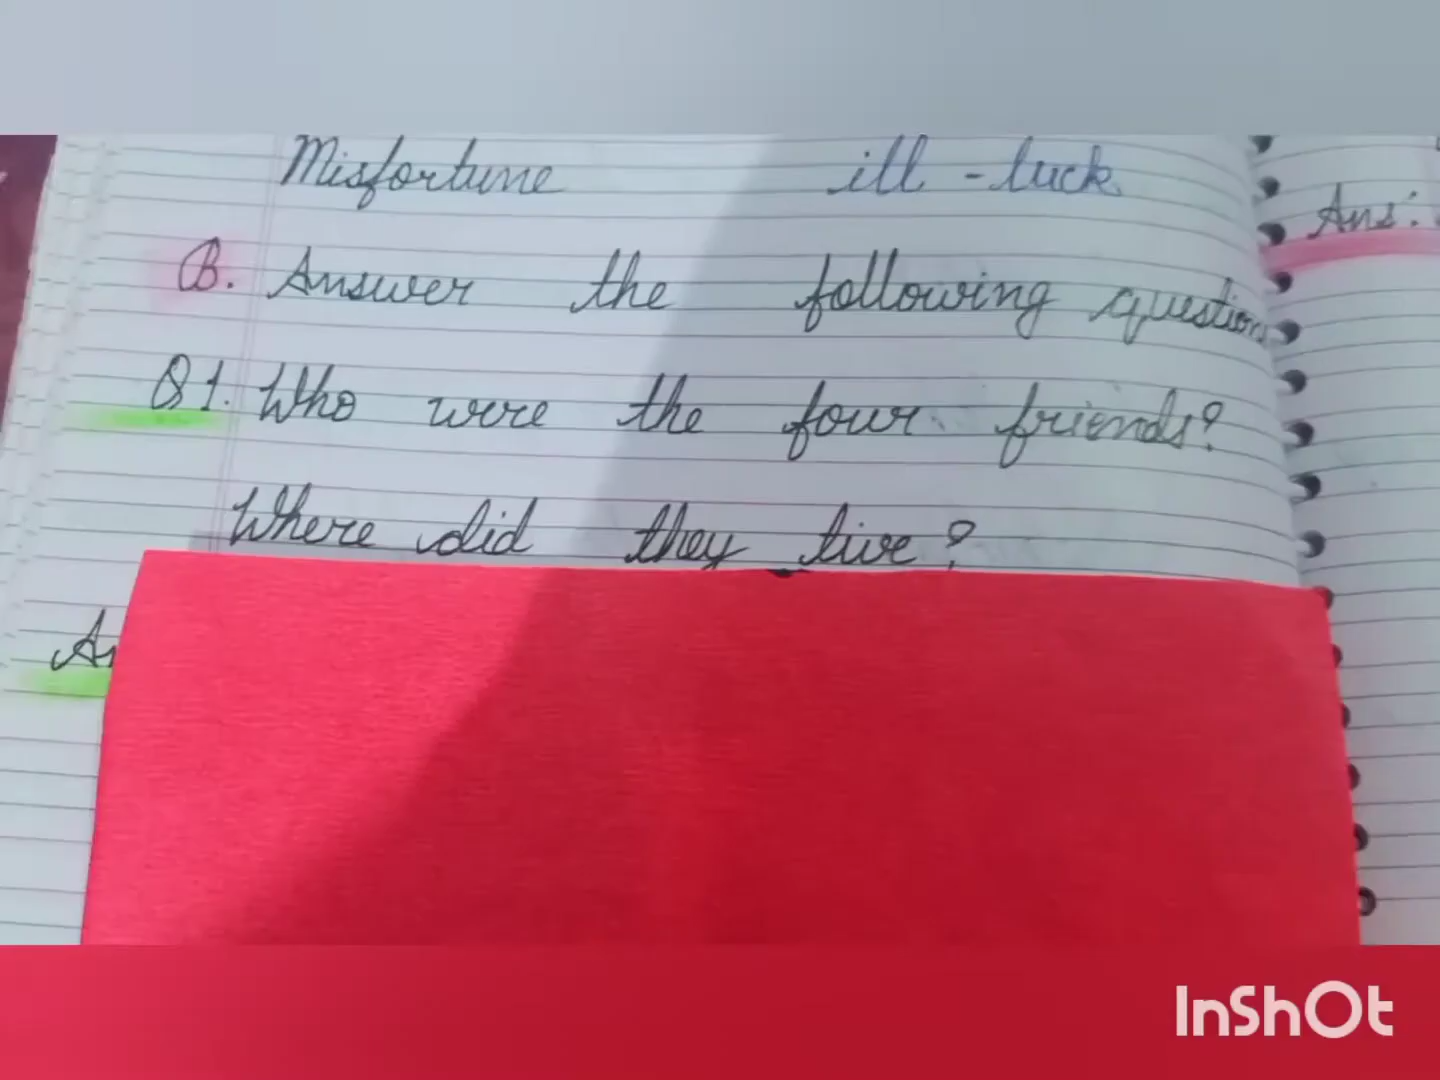 Misfortune ill-luck
B. Answer the following questions
Q1. Who were the four friends?
Where did they live?
Ans:
InShOt